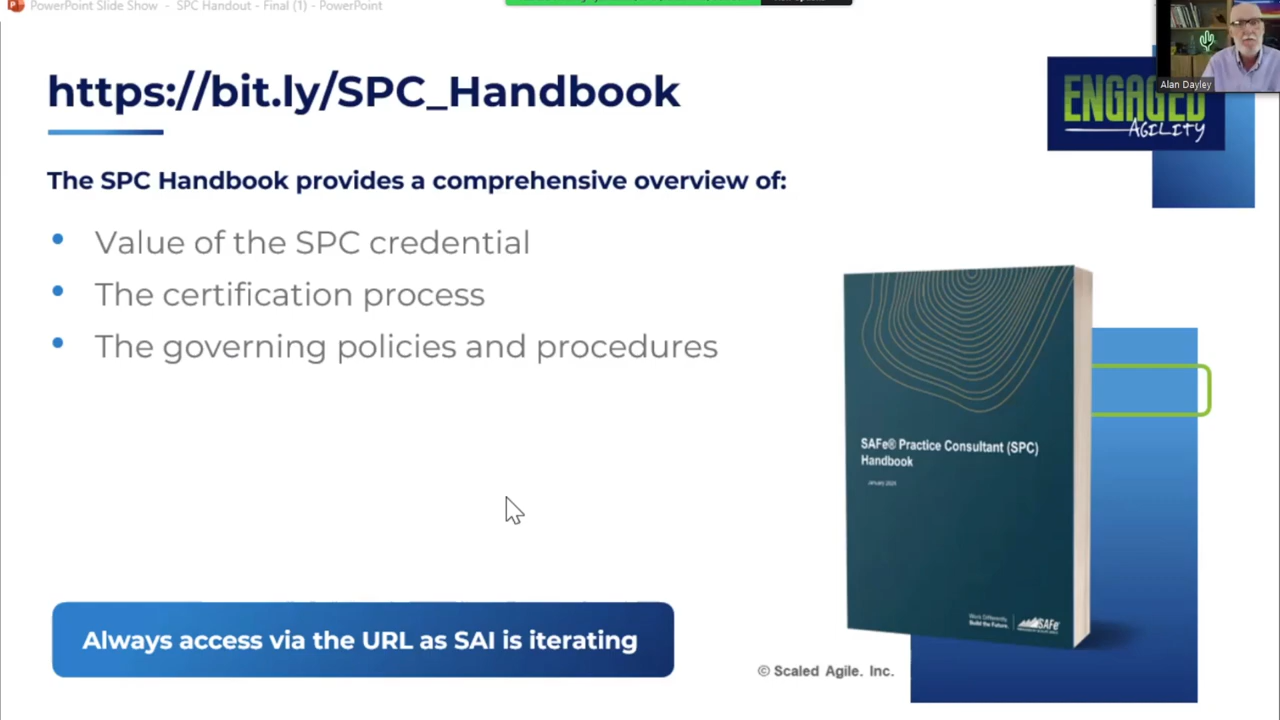 PowerPoint Slide Show - SPC Handout - Final (1) - PowerPoint
https://bit.ly/SPC_Handbook
Alan Dayley
ENGAGED
AGILITY
The SPC Handbook provides a comprehensive overview of:
• Value of the SPC credential
• The certification process
• The governing policies and procedures
SAFe® Practice Consultant (SPC)
Handbook
Work Differently.
Build the Future.
SAFe
Always access via the URL as SAI is iterating
© Scaled Agile. Inc.